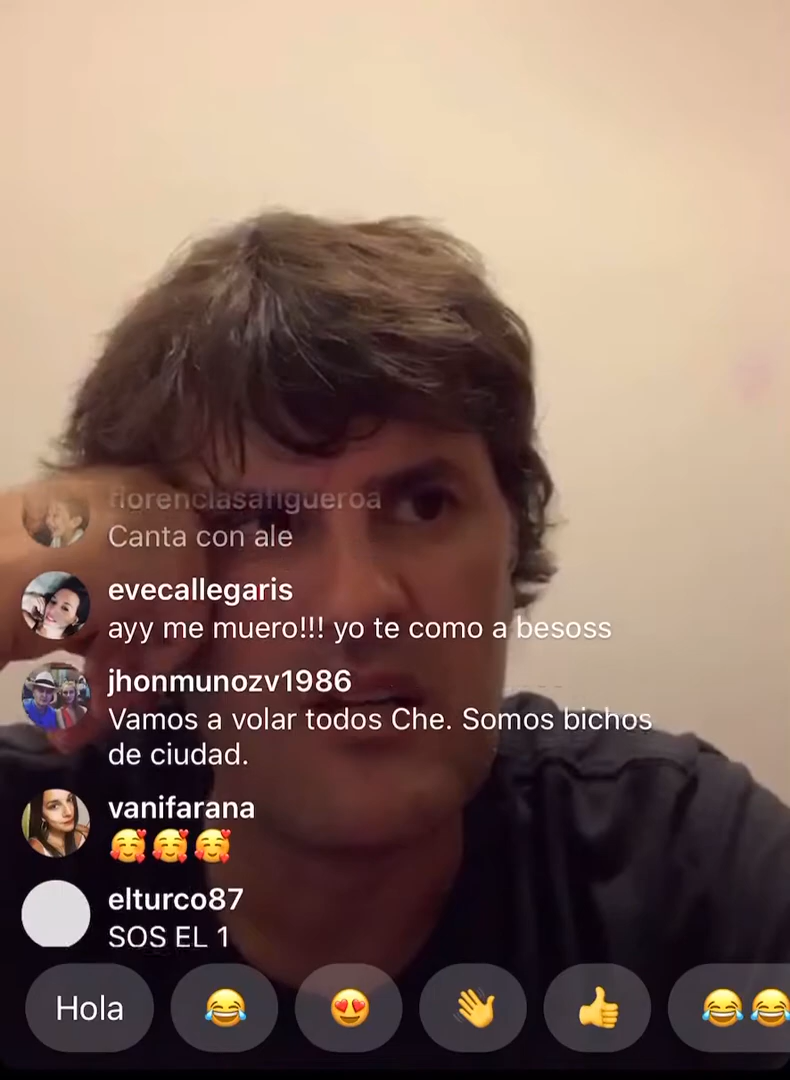 florenciasafigueroa
Canta con ale
evecallegaris
ayy me muero!!! yo te como a besoss
jhonmunozv1986
Vamos a volar todos Che. Somos bichos
de ciudad.
vanifarana
🥰🥰🥰
elturco87
SOS EL 1
Hola 😂 😍 👋 👍 😂😂